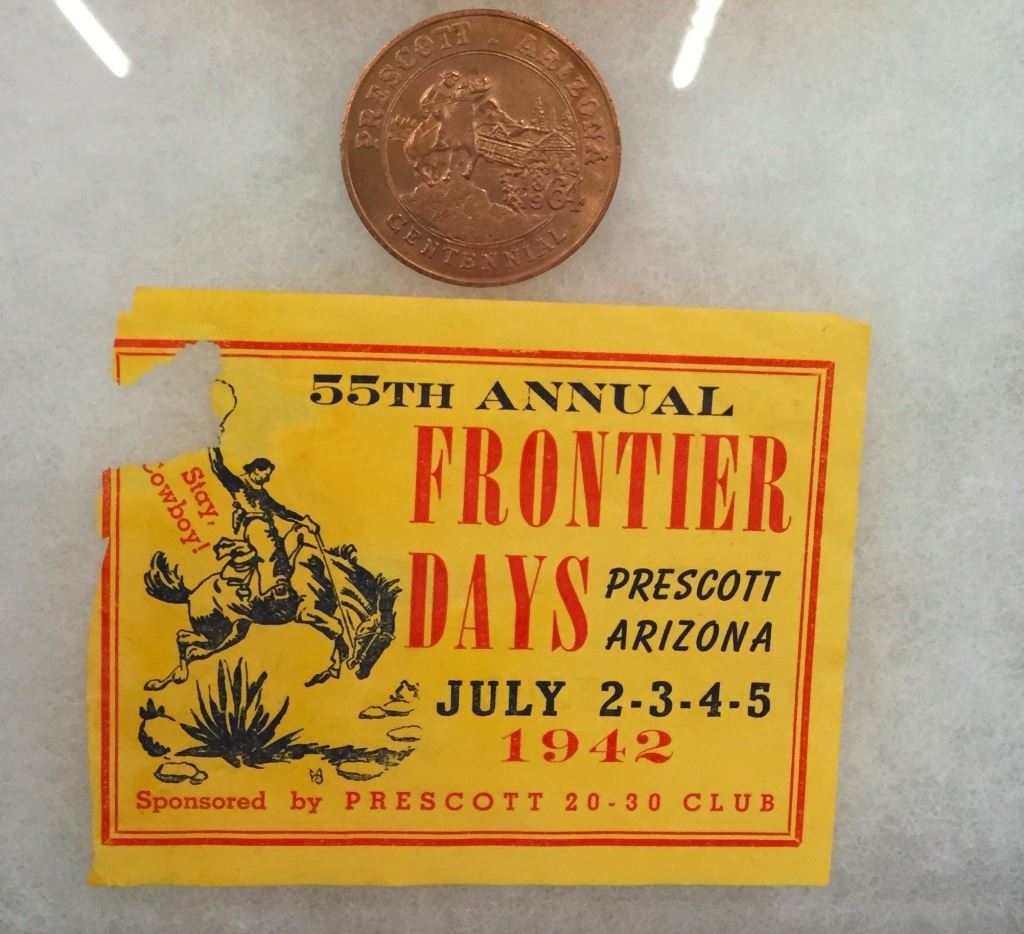 PRESCOTT · ARIZONA
1864
1964
CENTENNIAL
55TH ANNUAL
FRONTIER
DAYS
PRESCOTT
ARIZONA
Stay,
Cowboy!
JULY 2-3-4-5
1942
Sponsored by PRESCOTT 20-30 CLUB